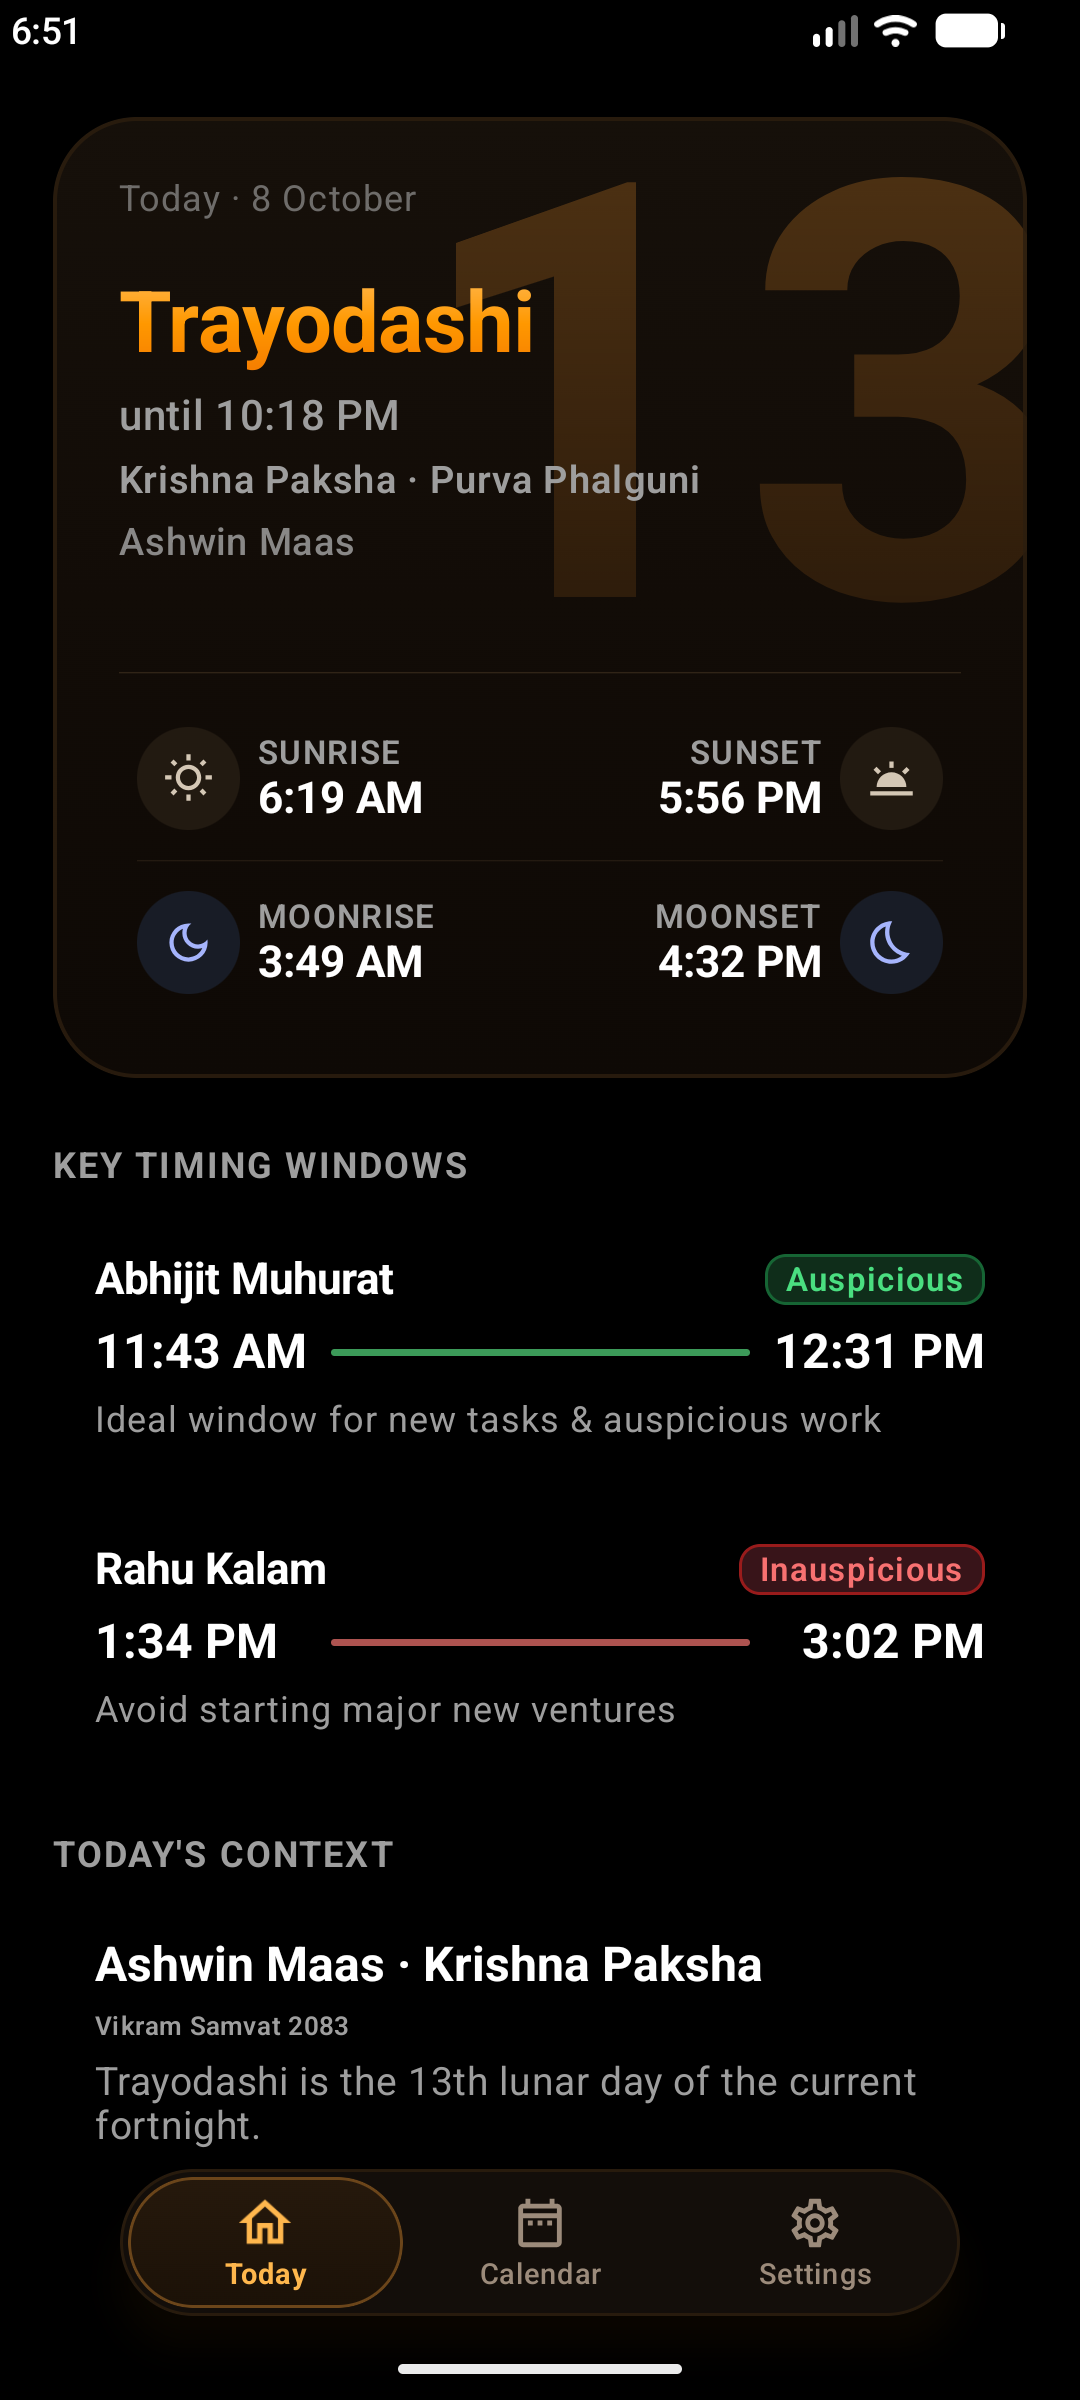 6:51
Today · 8 October
13
Trayodashi
until 10:18 PM
Krishna Paksha · Purva Phalguni
Ashwin Maas
SUNRISE
6:19 AM
SUNSET
5:56 PM
MOONRISE
3:49 AM
MOONSET
4:32 PM
KEY TIMING WINDOWS
Abhijit Muhurat
Auspicious
11:43 AM
12:31 PM
Ideal window for new tasks & auspicious work
Rahu Kalam
Inauspicious
1:34 PM
3:02 PM
Avoid starting major new ventures
TODAY'S CONTEXT
Ashwin Maas · Krishna Paksha
Vikram Samvat 2083
Trayodashi is the 13th lunar day of the current
fortnight.
Today
Calendar
Settings